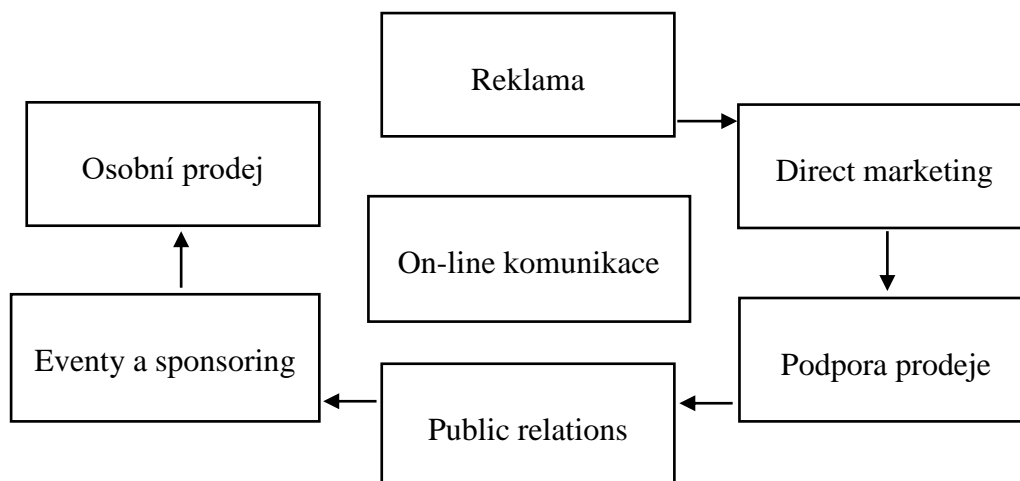 Reklama
Osobní prodej
Direct marketing
On-line komunikace
Eventy a sponsoring
Podpora prodeje
Public relations